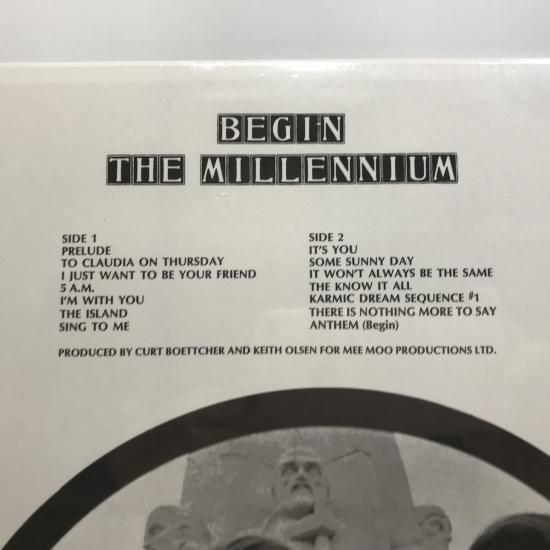 BEGIN
THE MILLENNIUM
SIDE 1
PRELUDE
TO CLAUDIA ON THURSDAY
I JUST WANT TO BE YOUR FRIEND
5 A.M.
I'M WITH YOU
THE ISLAND
SING TO ME
SIDE 2
IT'S YOU
SOME SUNNY DAY
IT WON'T ALWAYS BE THE SAME
THE KNOW IT ALL
KARMIC DREAM SEQUENCE #1
THERE IS NOTHING MORE TO SAY
ANTHEM (Begin)
PRODUCED BY CURT BOETTCHER AND KEITH OLSEN FOR MEE MOO PRODUCTIONS LTD.